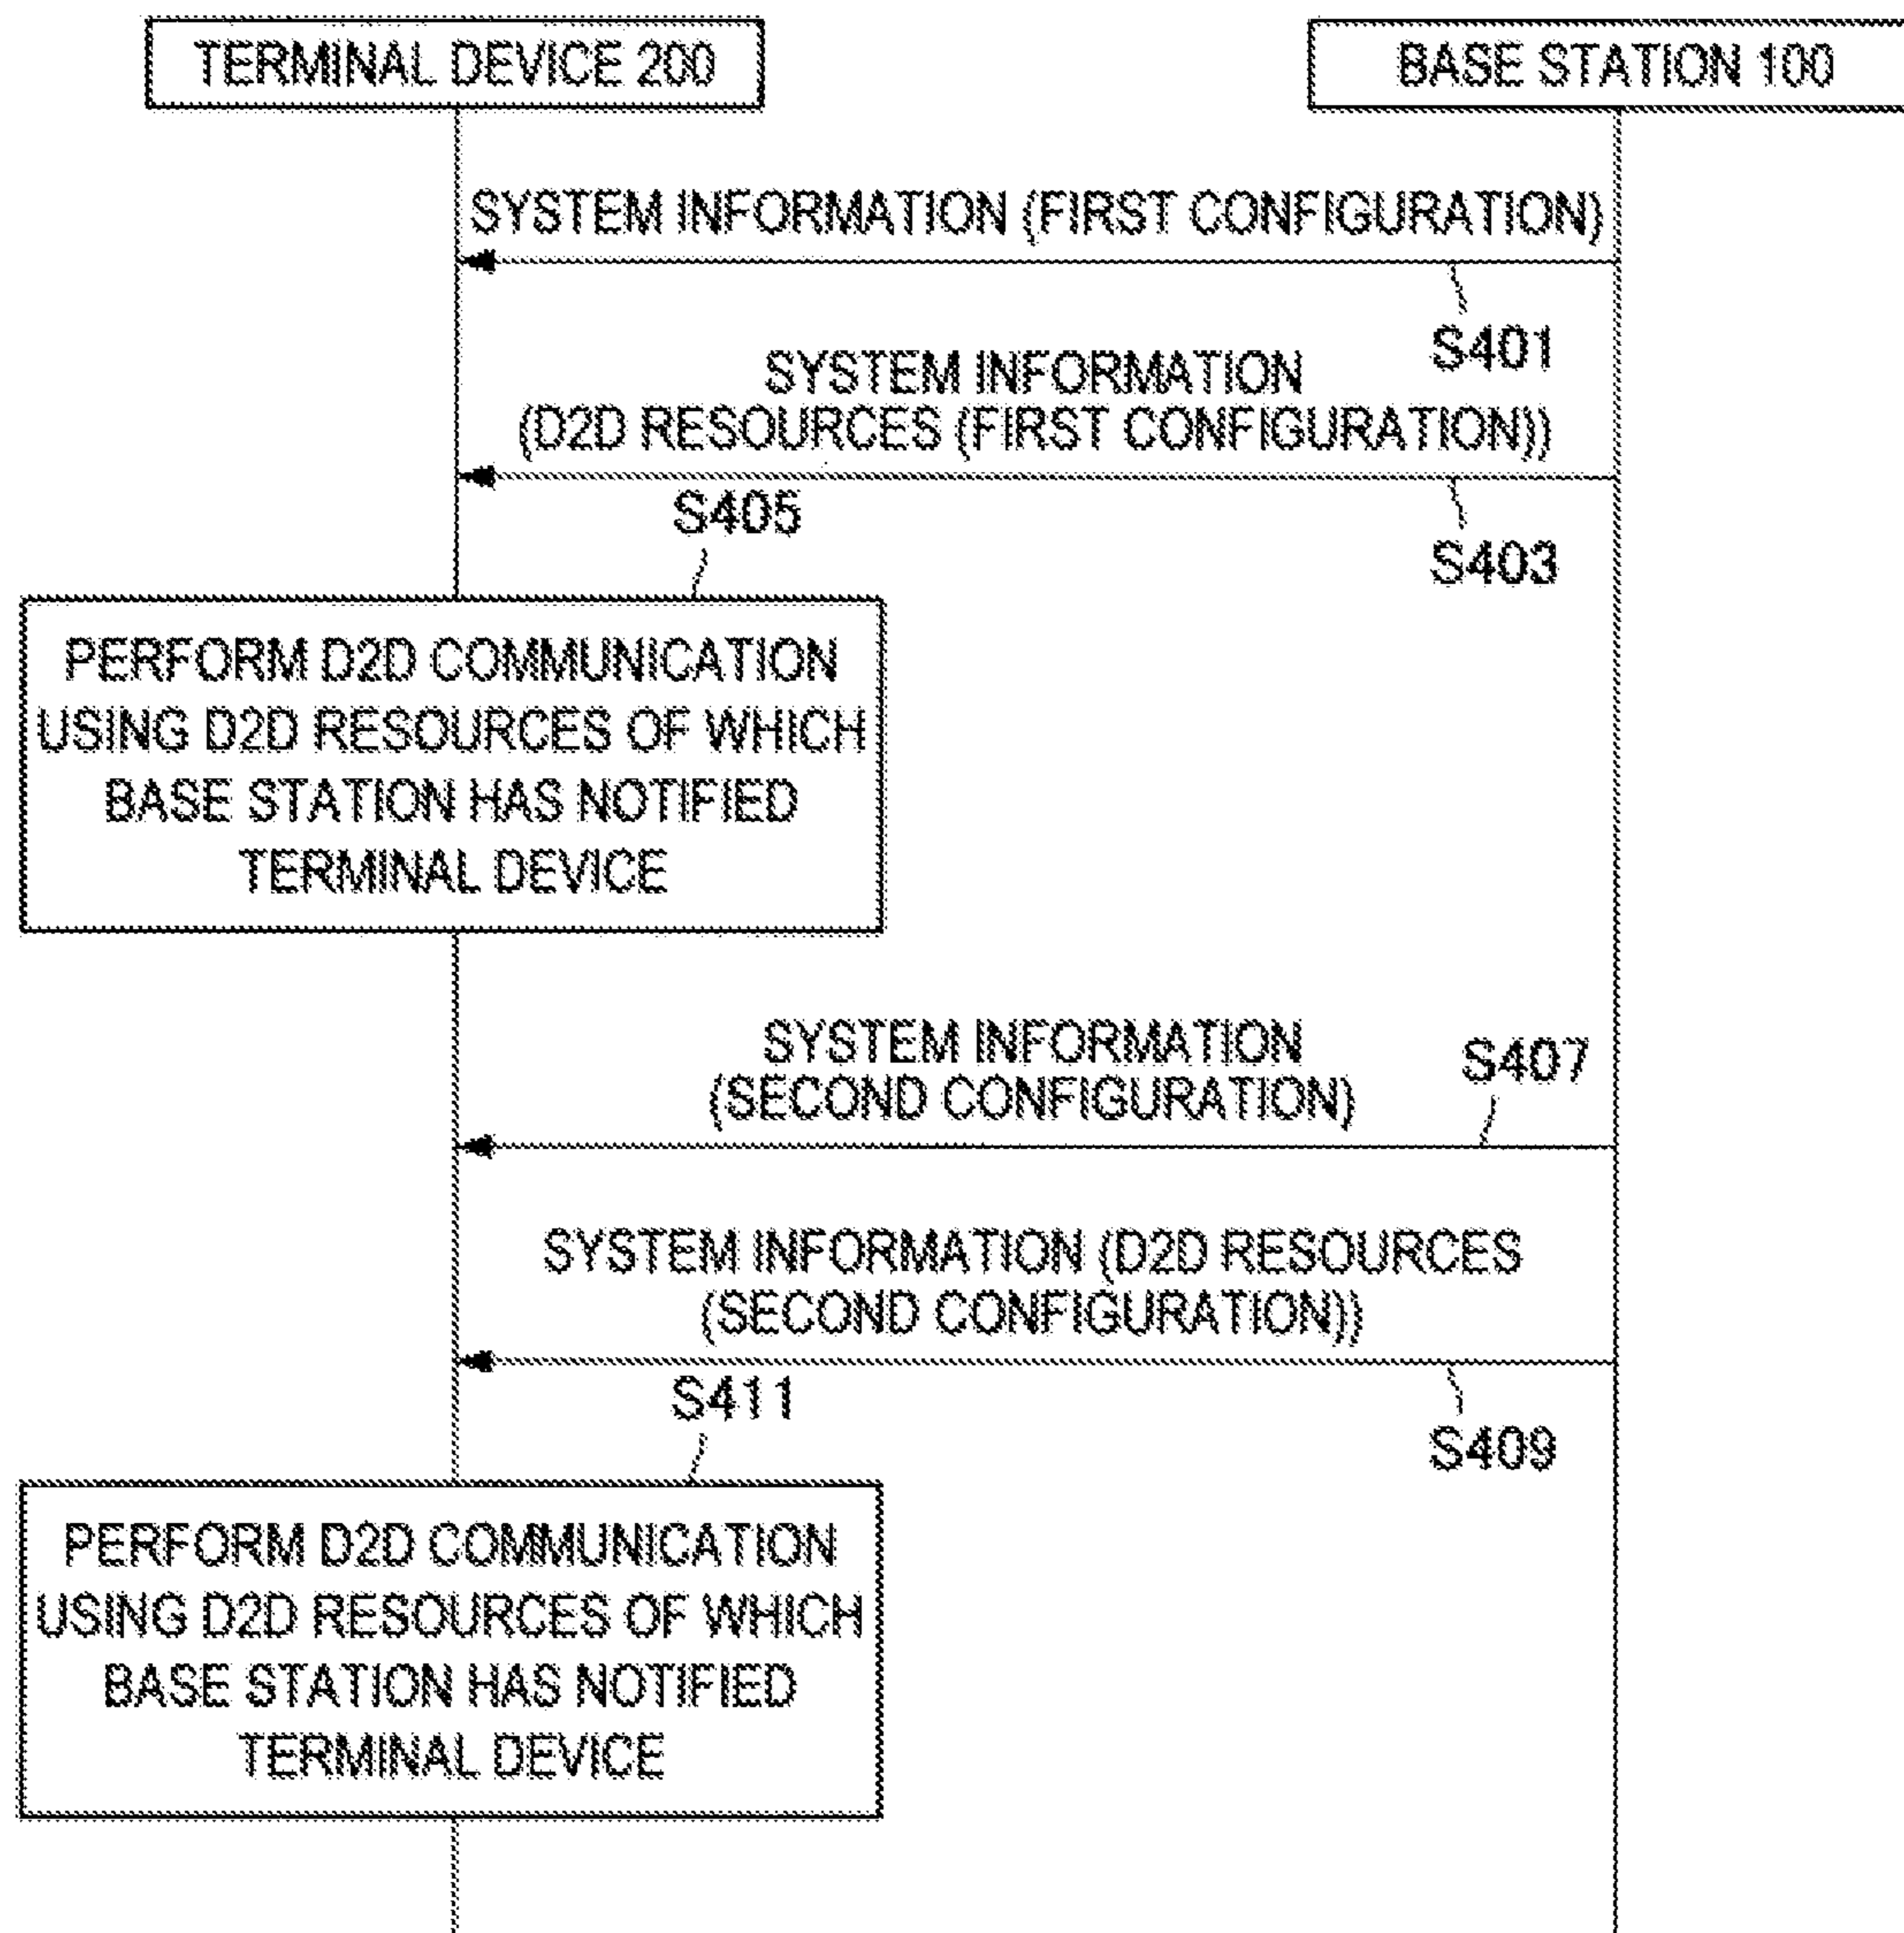 TERMINAL DEVICE 200
BASE STATION 100
SYSTEM INFORMATION (FIRST CONFIGURATION)
S401
SYSTEM INFORMATION
(D2D RESOURCES (FIRST CONFIGURATION))
S403
S405
PERFORM D2D COMMUNICATION
USING D2D RESOURCES OF WHICH
BASE STATION HAS NOTIFIED
TERMINAL DEVICE
SYSTEM INFORMATION
(SECOND CONFIGURATION)
S407
SYSTEM INFORMATION (D2D RESOURCES
(SECOND CONFIGURATION))
S409
S411
PERFORM D2D COMMUNICATION
USING D2D RESOURCES OF WHICH
BASE STATION HAS NOTIFIED
TERMINAL DEVICE